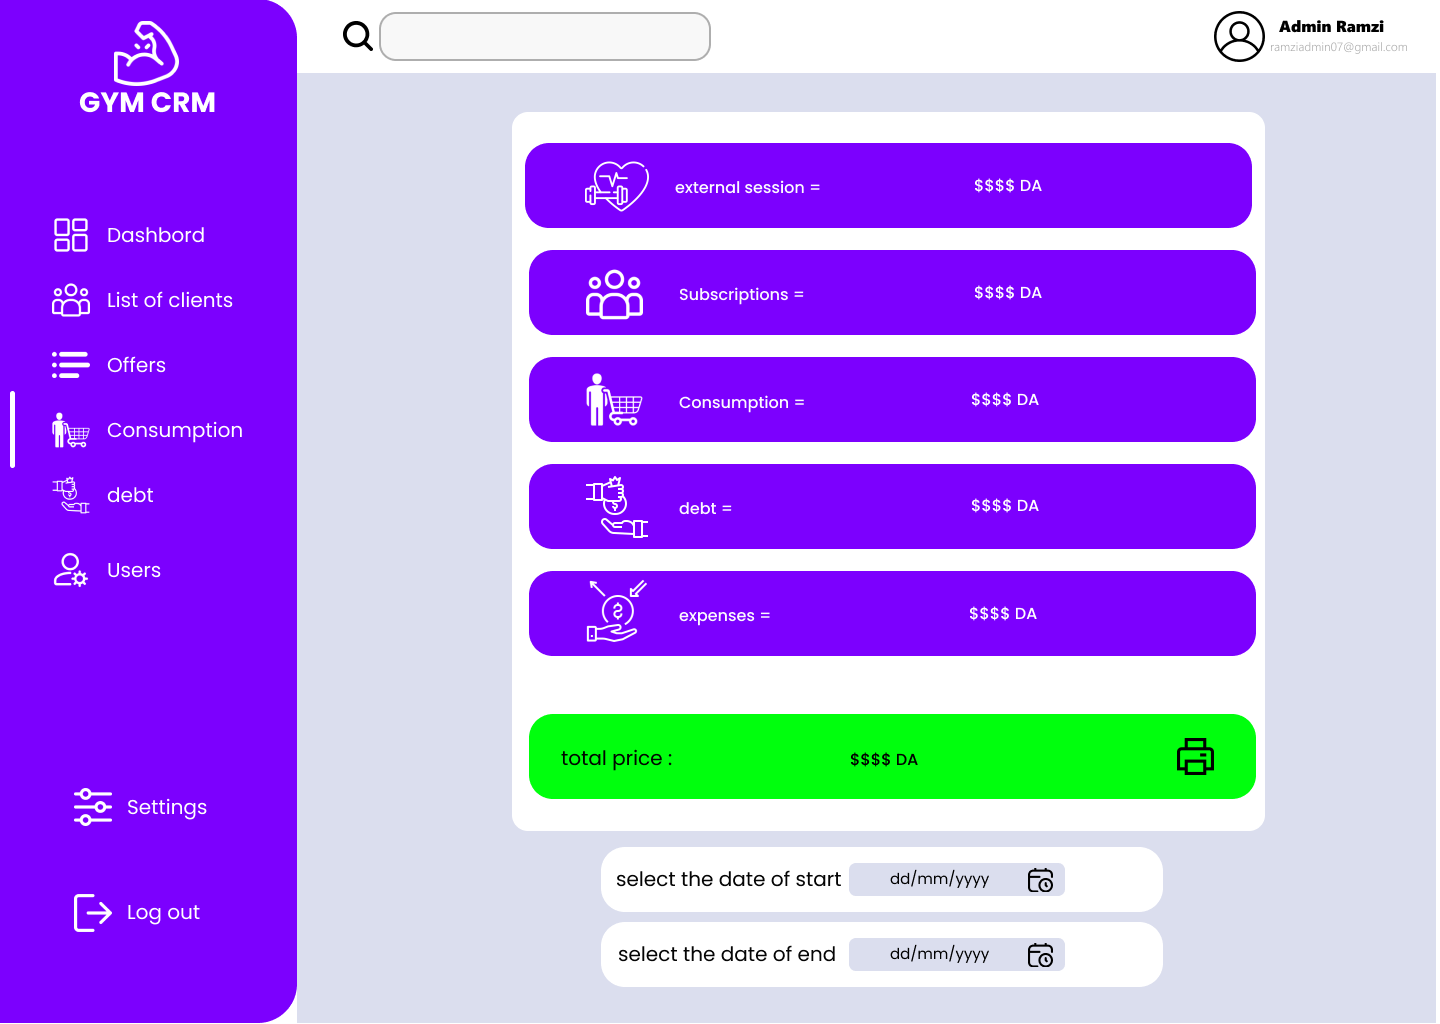 GYM CRM
Admin Ramzi
ramziadmin07@gmail.com
Dashbord
List of clients
Offers
Consumption
debt
Users
Settings
Log out
external session = $$$$ DA
Subscriptions = $$$$ DA
Consumption = $$$$ DA
debt = $$$$ DA
expenses = $$$$ DA
total price : $$$$ DA
select the date of start dd/mm/yyyy
select the date of end dd/mm/yyyy